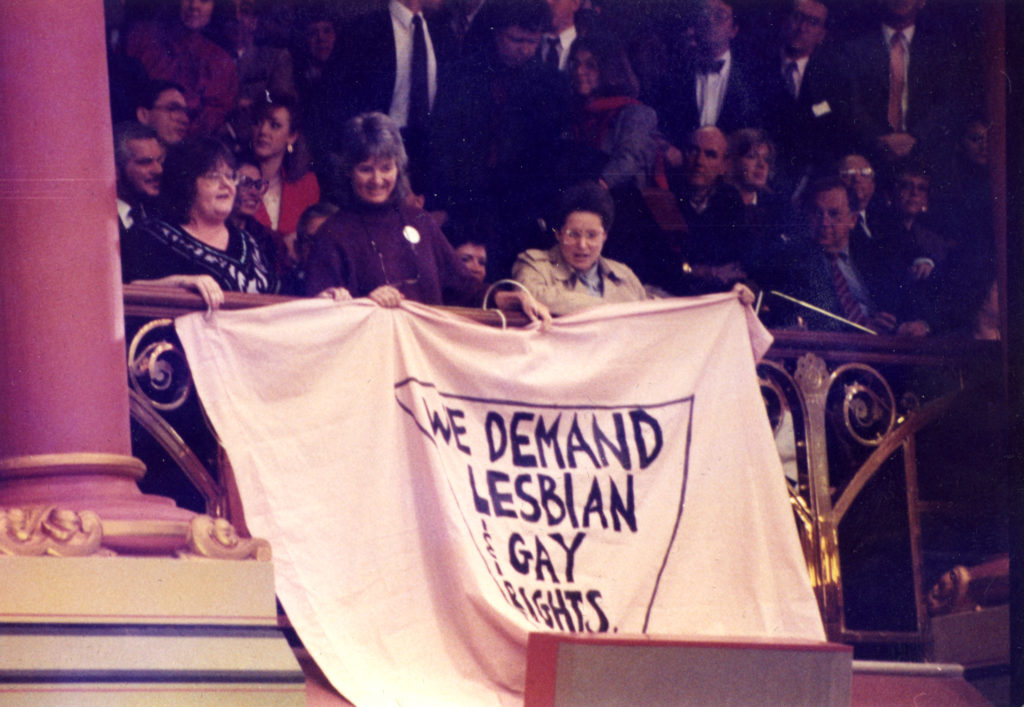 WE DEMAND
LESBIAN
& GAY
RIGHTS.